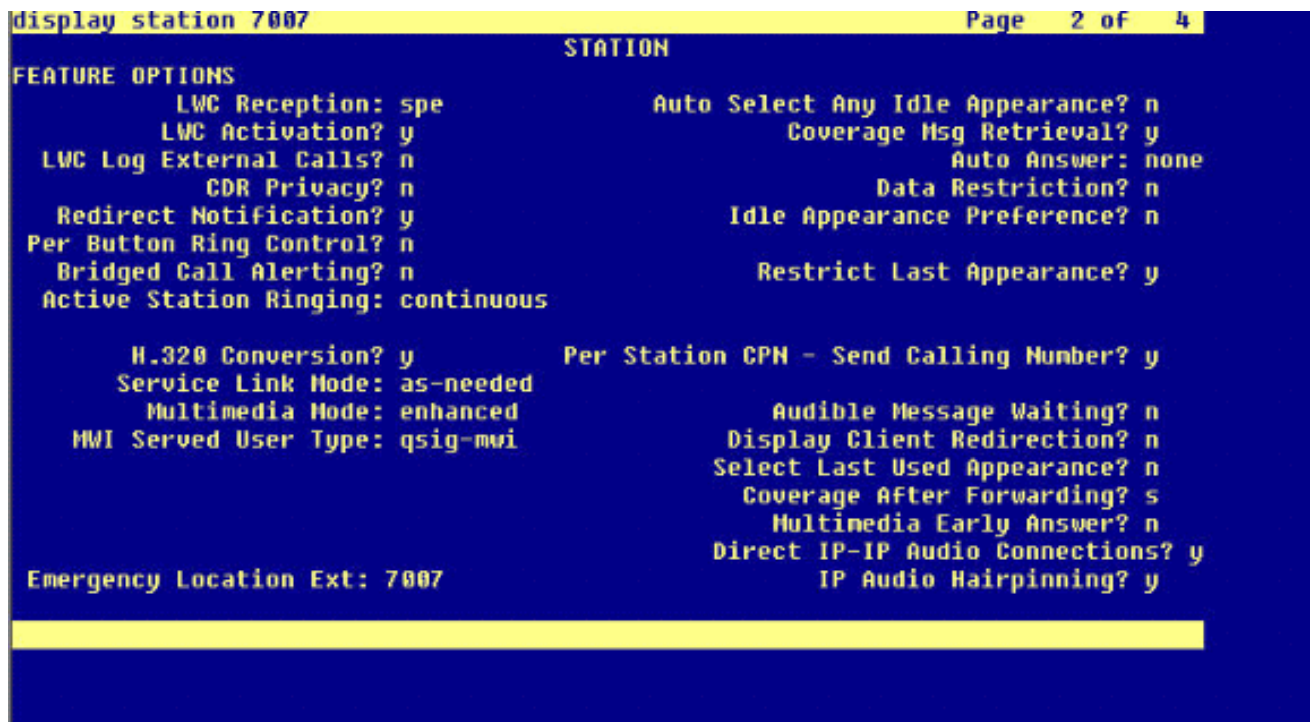 display station 7007 Page 2 of 4
STATION
FEATURE OPTIONS
LWC Reception: spe Auto Select Any Idle Appearance? n
LWC Activation? y Coverage Msg Retrieval? y
LWC Log External Calls? n Auto Answer: none
CDR Privacy? n Data Restriction? n
Redirect Notification? y Idle Appearance Preference? n
Per Button Ring Control? n
Bridged Call Alerting? n Restrict Last Appearance? y
Active Station Ringing: continuous
H.320 Conversion? y Per Station CPN - Send Calling Number? y
Service Link Mode: as-needed
Multimedia Mode: enhanced Audible Message Waiting? n
MWI Served User Type: qsig-mwi Display Client Redirection? n
Select Last Used Appearance? n
Coverage After Forwarding? s
Multimedia Early Answer? n
Direct IP-IP Audio Connections? y
Emergency Location Ext: 7007 IP Audio Hairpinning? y